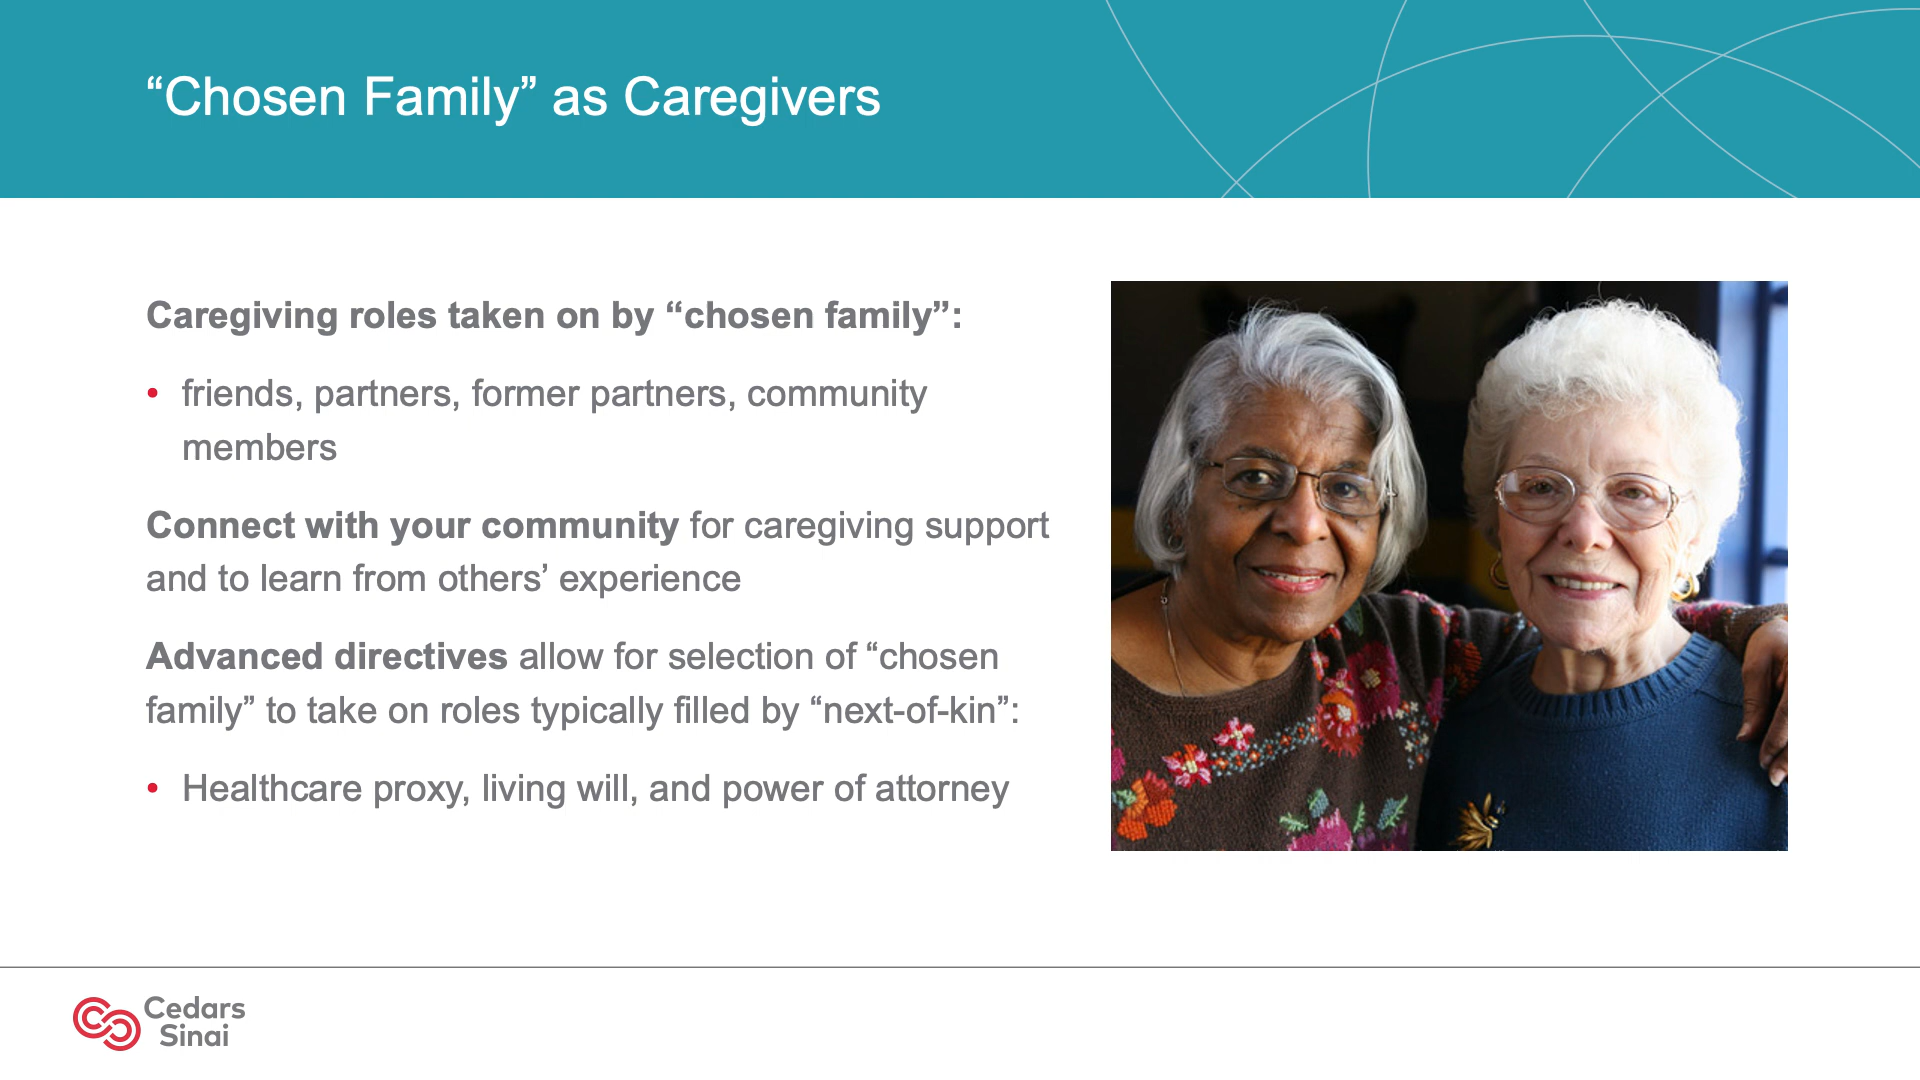 “Chosen Family” as Caregivers
Caregiving roles taken on by “chosen family”:
• friends, partners, former partners, community
members
Connect with your community for caregiving support
and to learn from others’ experience
Advanced directives allow for selection of “chosen
family” to take on roles typically filled by “next-of-kin”:
• Healthcare proxy, living will, and power of attorney
Cedars
Sinai